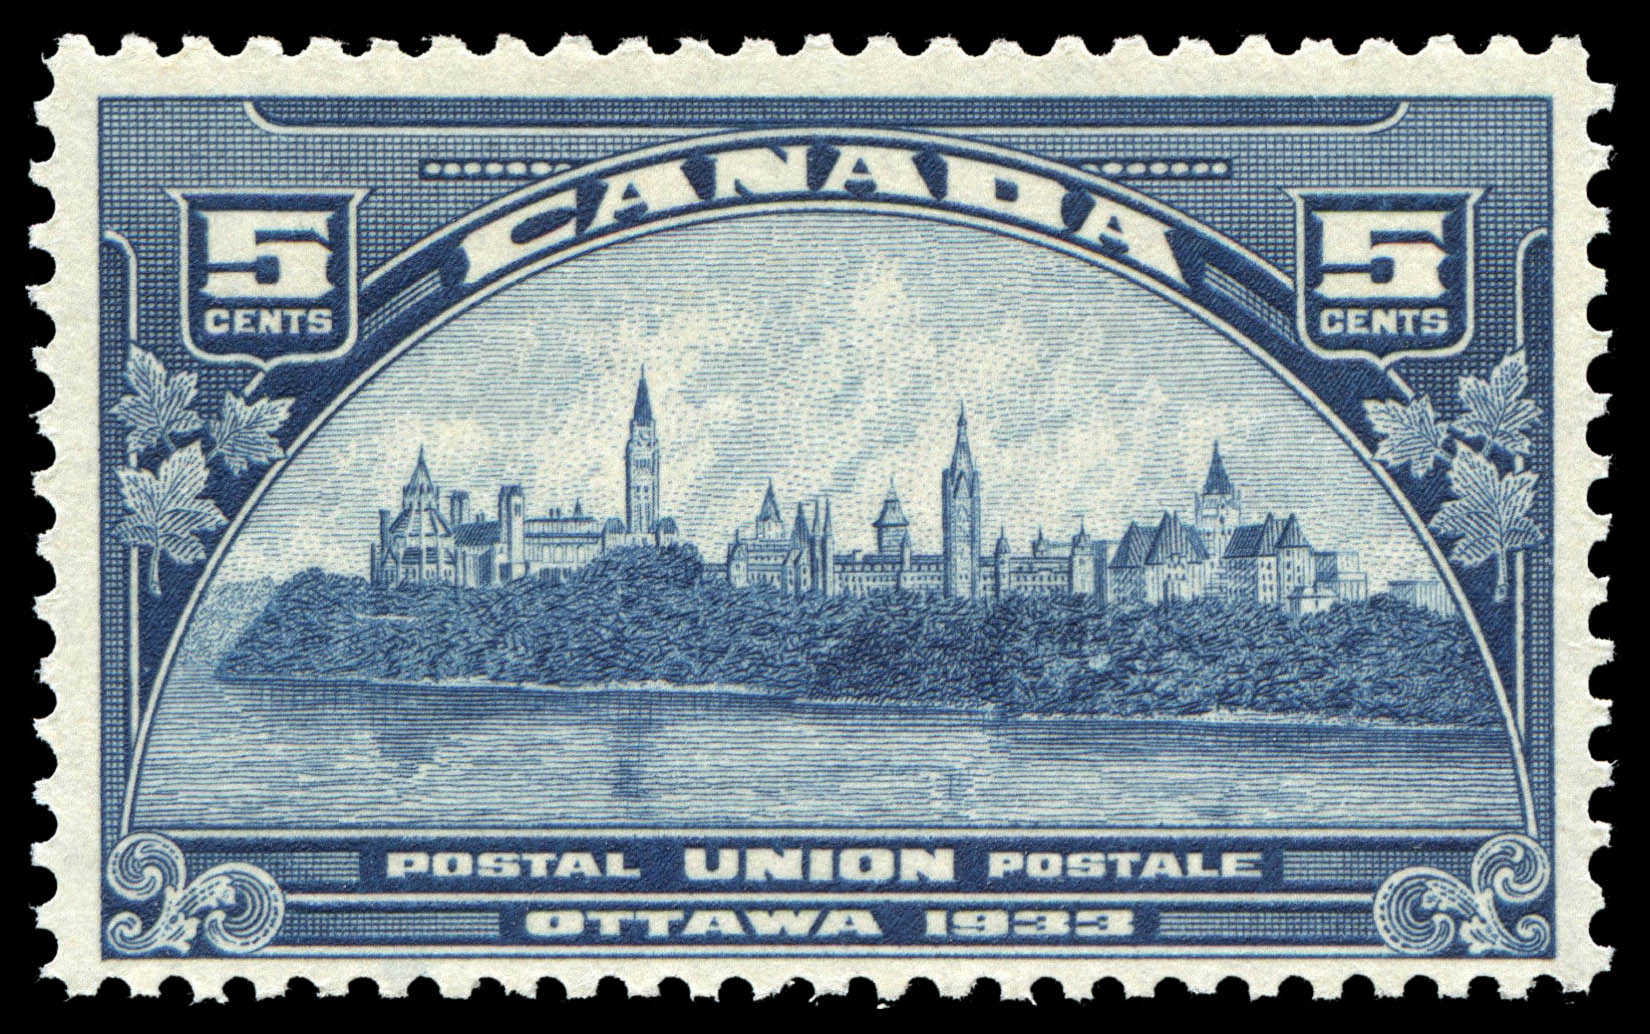 CANADA
5
CENTS
5
CENTS
POSTAL UNION POSTALE
OTTAWA 1933